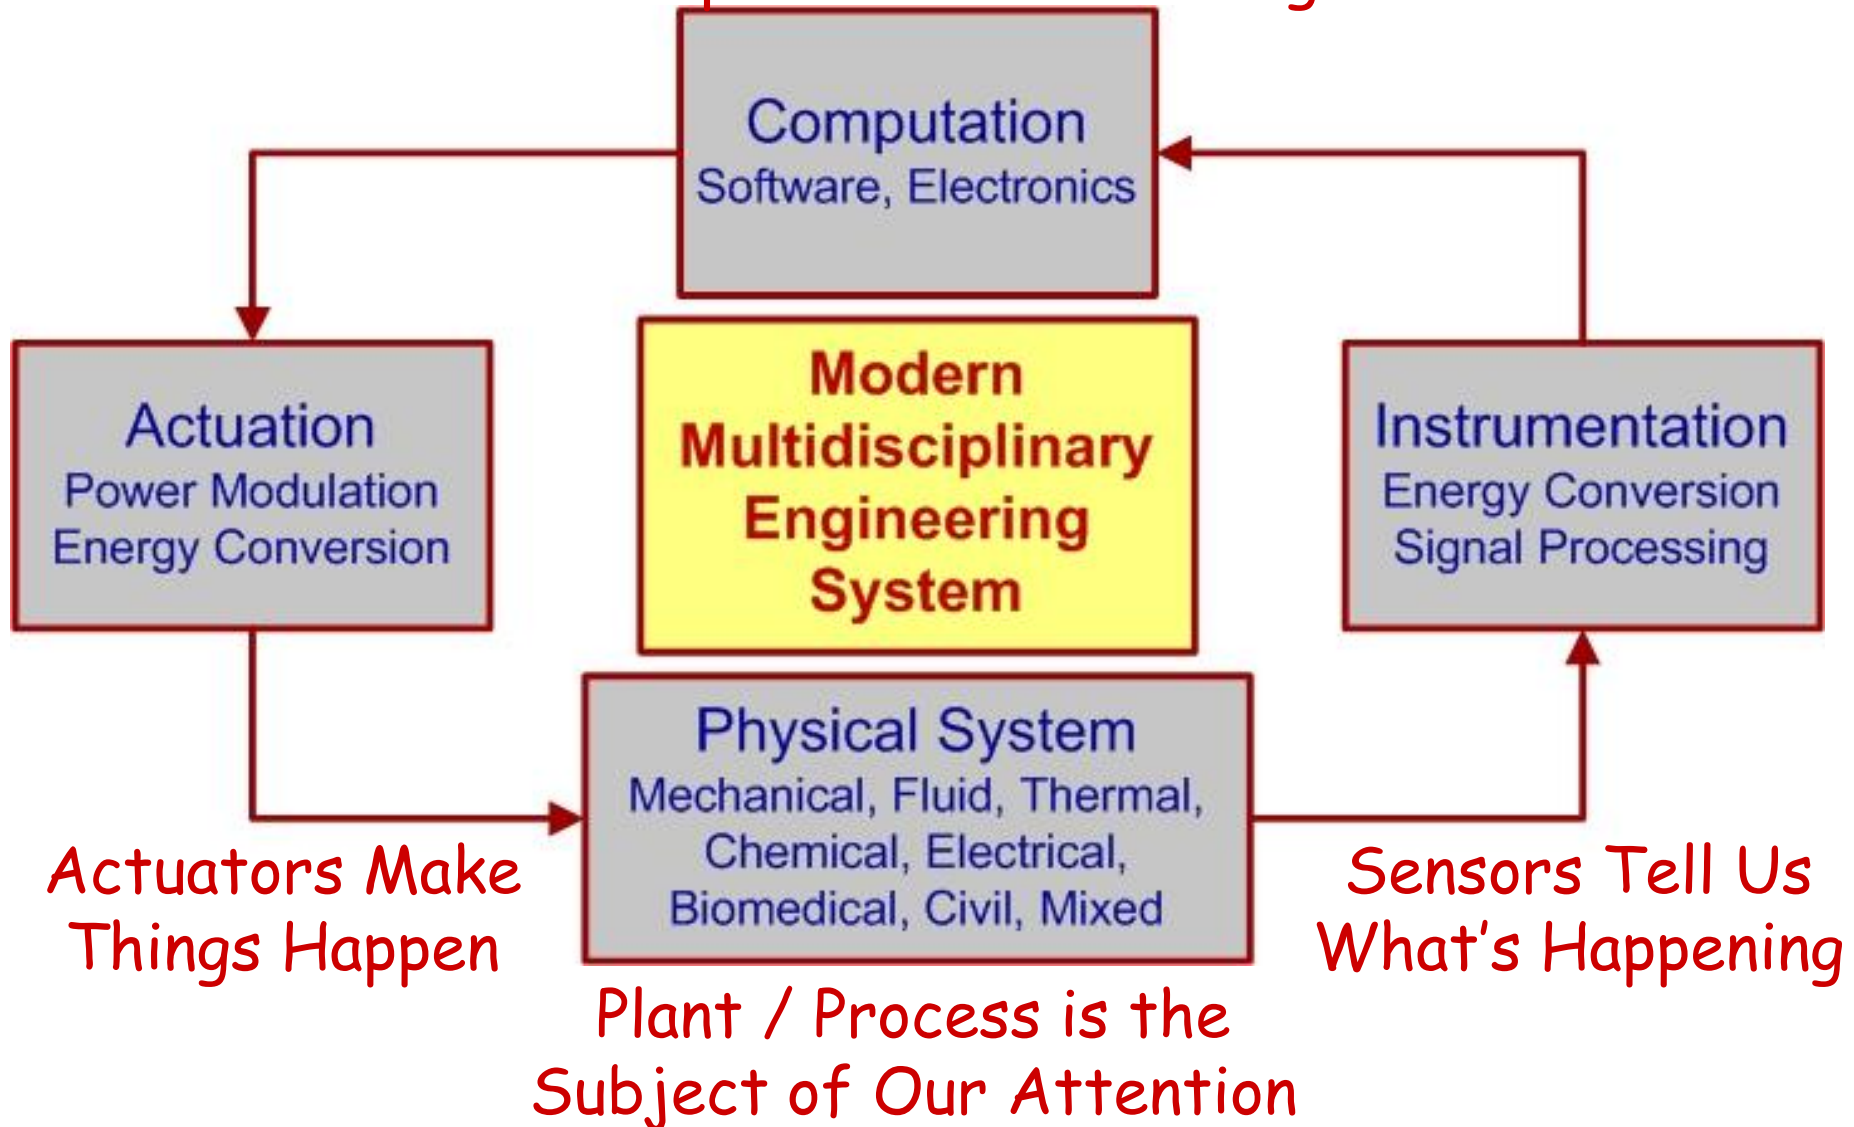 Computation
Software, Electronics
Modern
Multidisciplinary
Engineering
System
Actuation
Power Modulation
Energy Conversion
Instrumentation
Energy Conversion
Signal Processing
Physical System
Mechanical, Fluid, Thermal,
Chemical, Electrical,
Biomedical, Civil, Mixed
Actuators Make
Things Happen
Sensors Tell Us
What’s Happening
Plant / Process is the
Subject of Our Attention